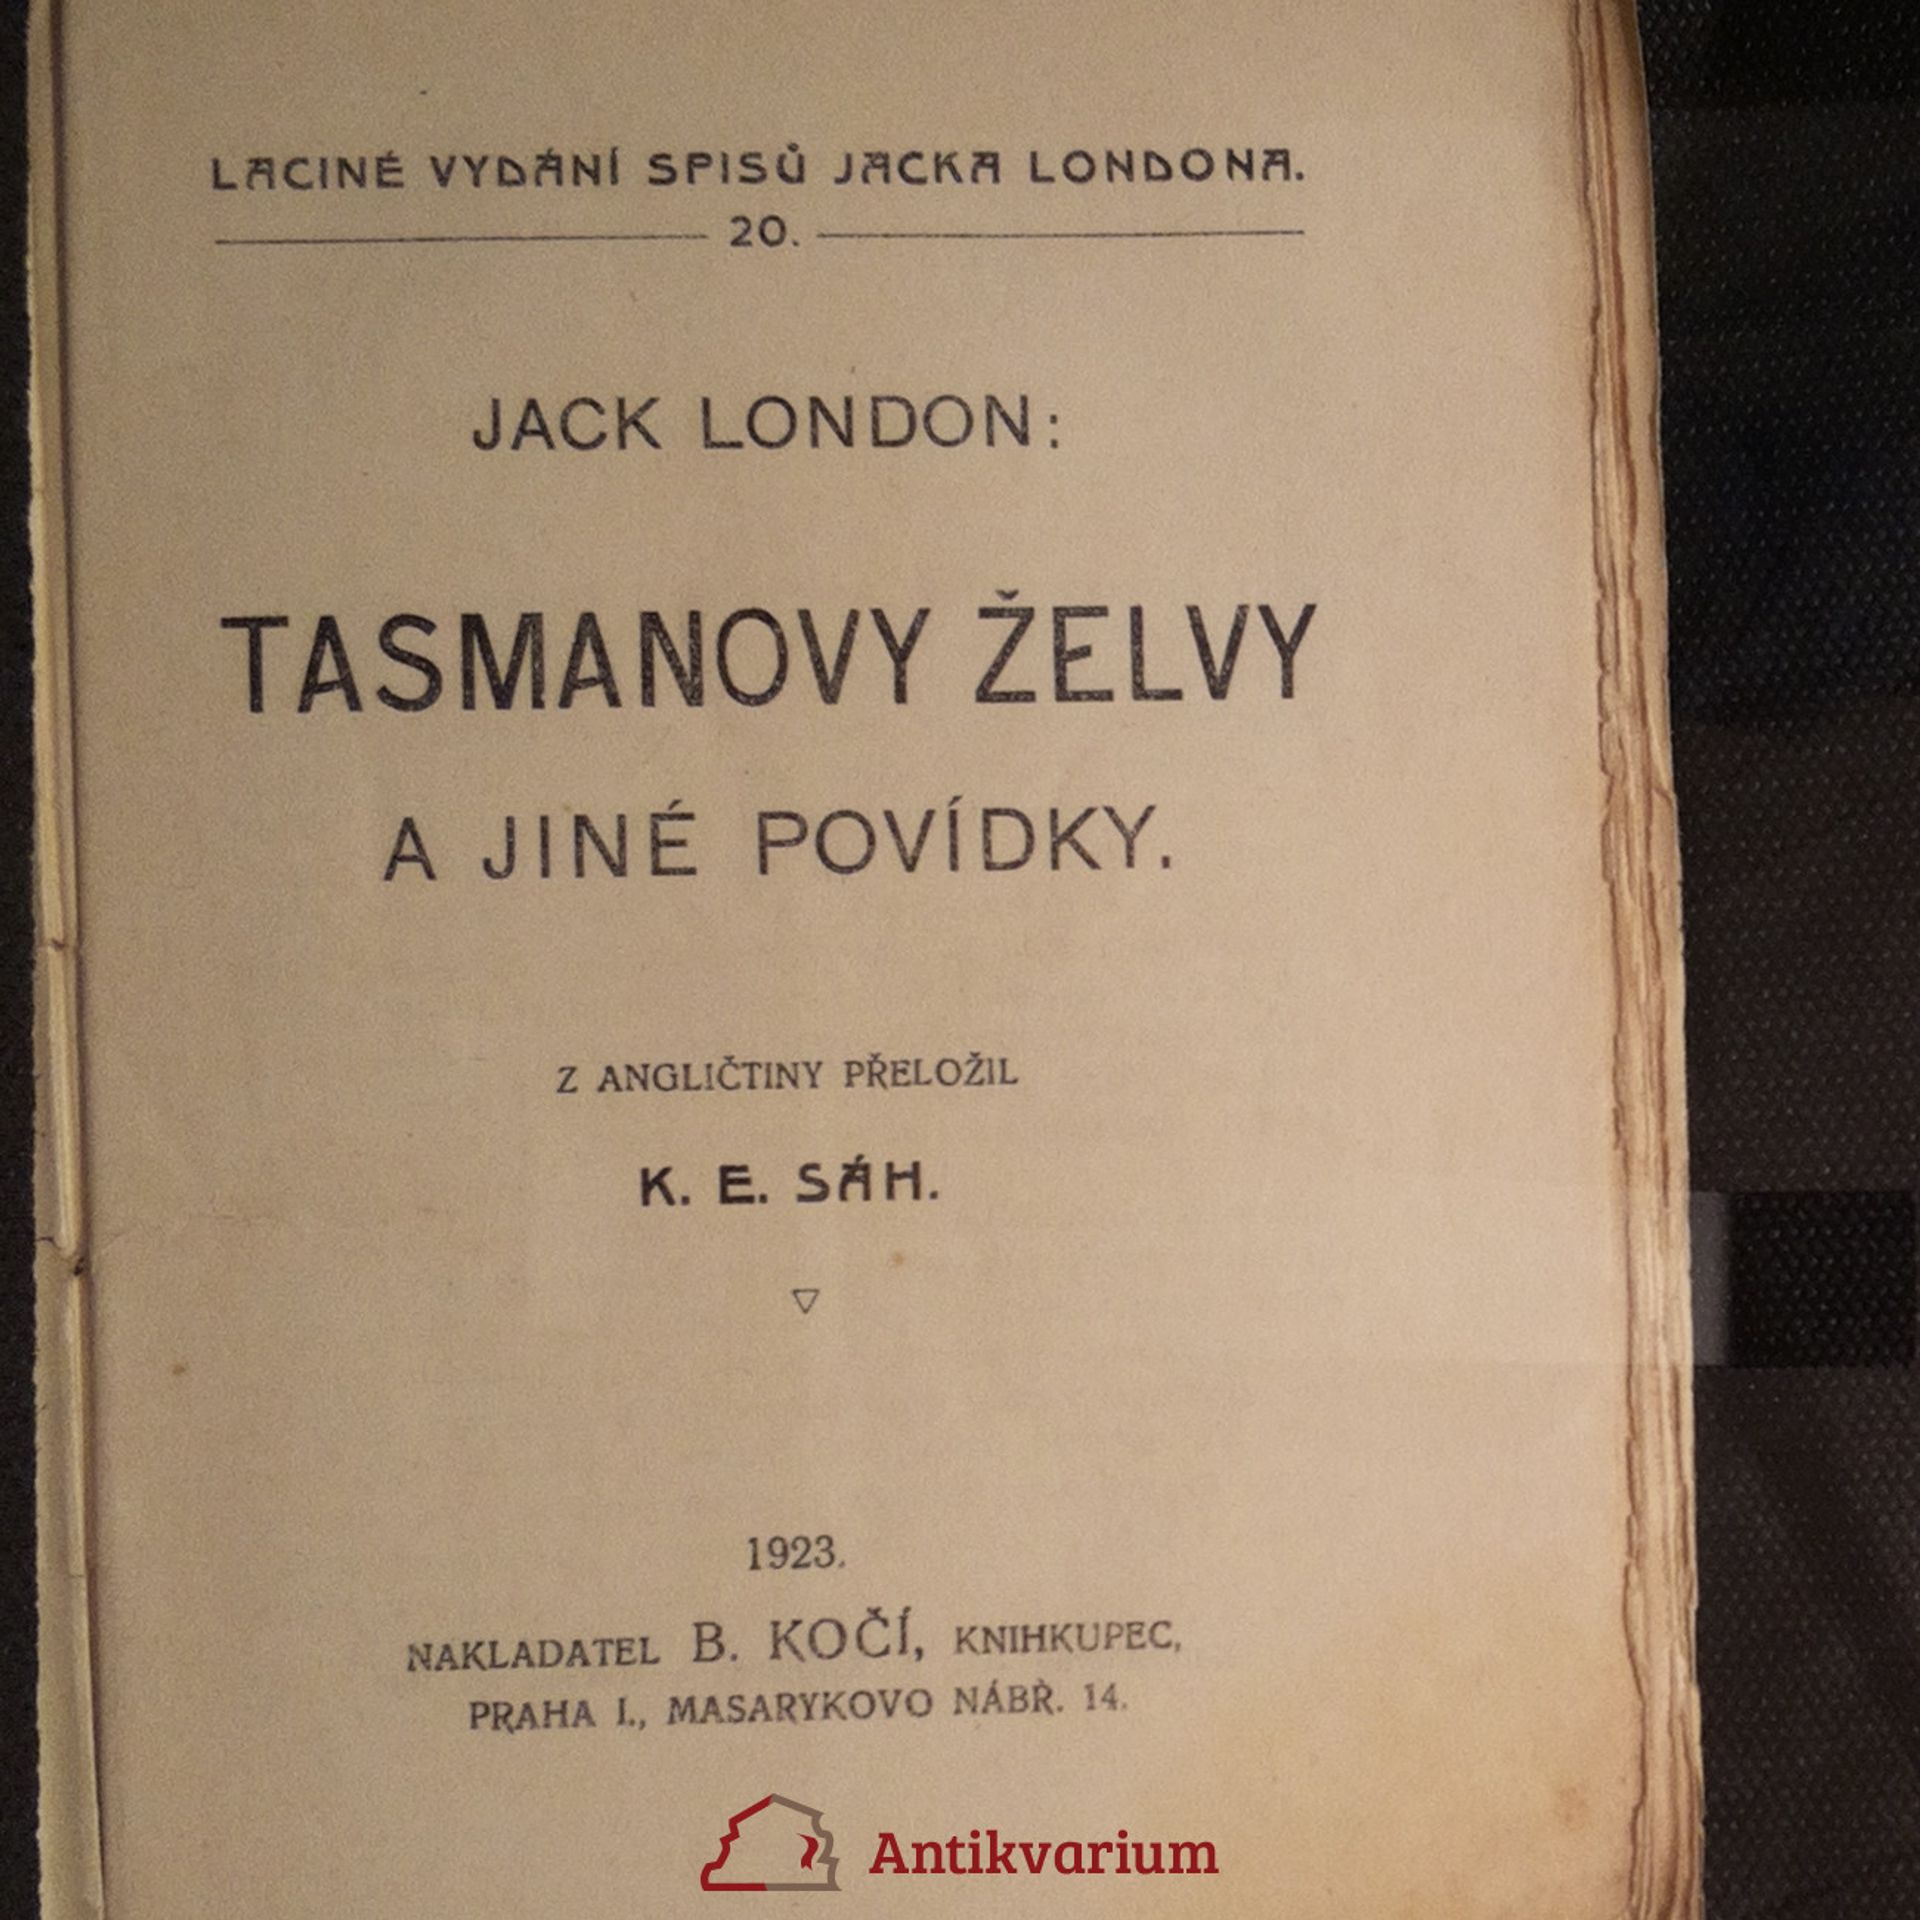 LACINÉ VYDÁNÍ SPISŮ JACKA LONDONA.
20.
JACK LONDON:
TASMANOVY ŽELVY
A JINÉ POVÍDKY.
Z ANGLIČTINY PŘELOŽIL
K. E. SÁH.
1923.
NAKLADATEL B. KOČÍ, KNIHKUPEC,
PRAHA I., MASARYKOVO NÁBŘ. 14.
Antikvarium